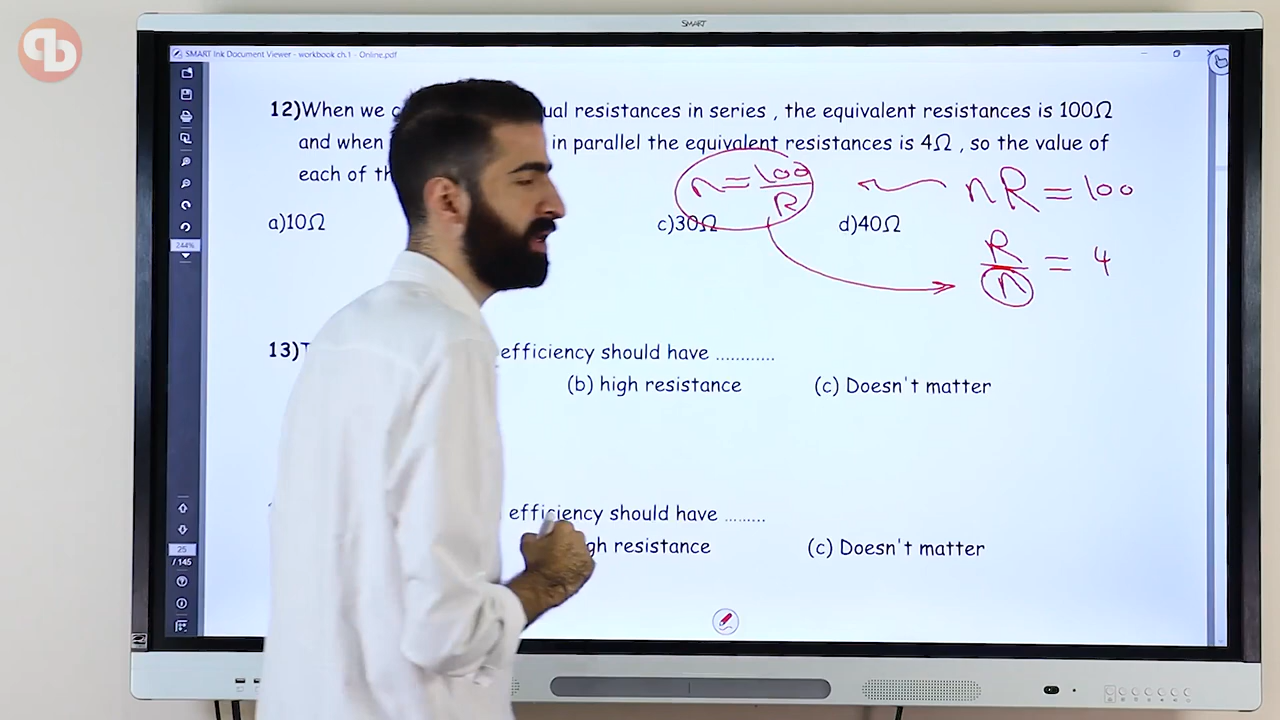 SMART
SMART Ink Document Viewer - workbook ch.1 - Online.pdf
12)When we c ual resistances in series , the equivalent resistances is 100Ω
and when in parallel the equivalent resistances is 4Ω , so the value of
each of th
n = 100/R
nR = 100
a)10Ω c)30Ω d)40Ω
R/n = 4
13)T efficiency should have ............
(b) high resistance (c) Doesn't matter
efficiency should have .........
gh resistance (c) Doesn't matter
244%
25
/ 145